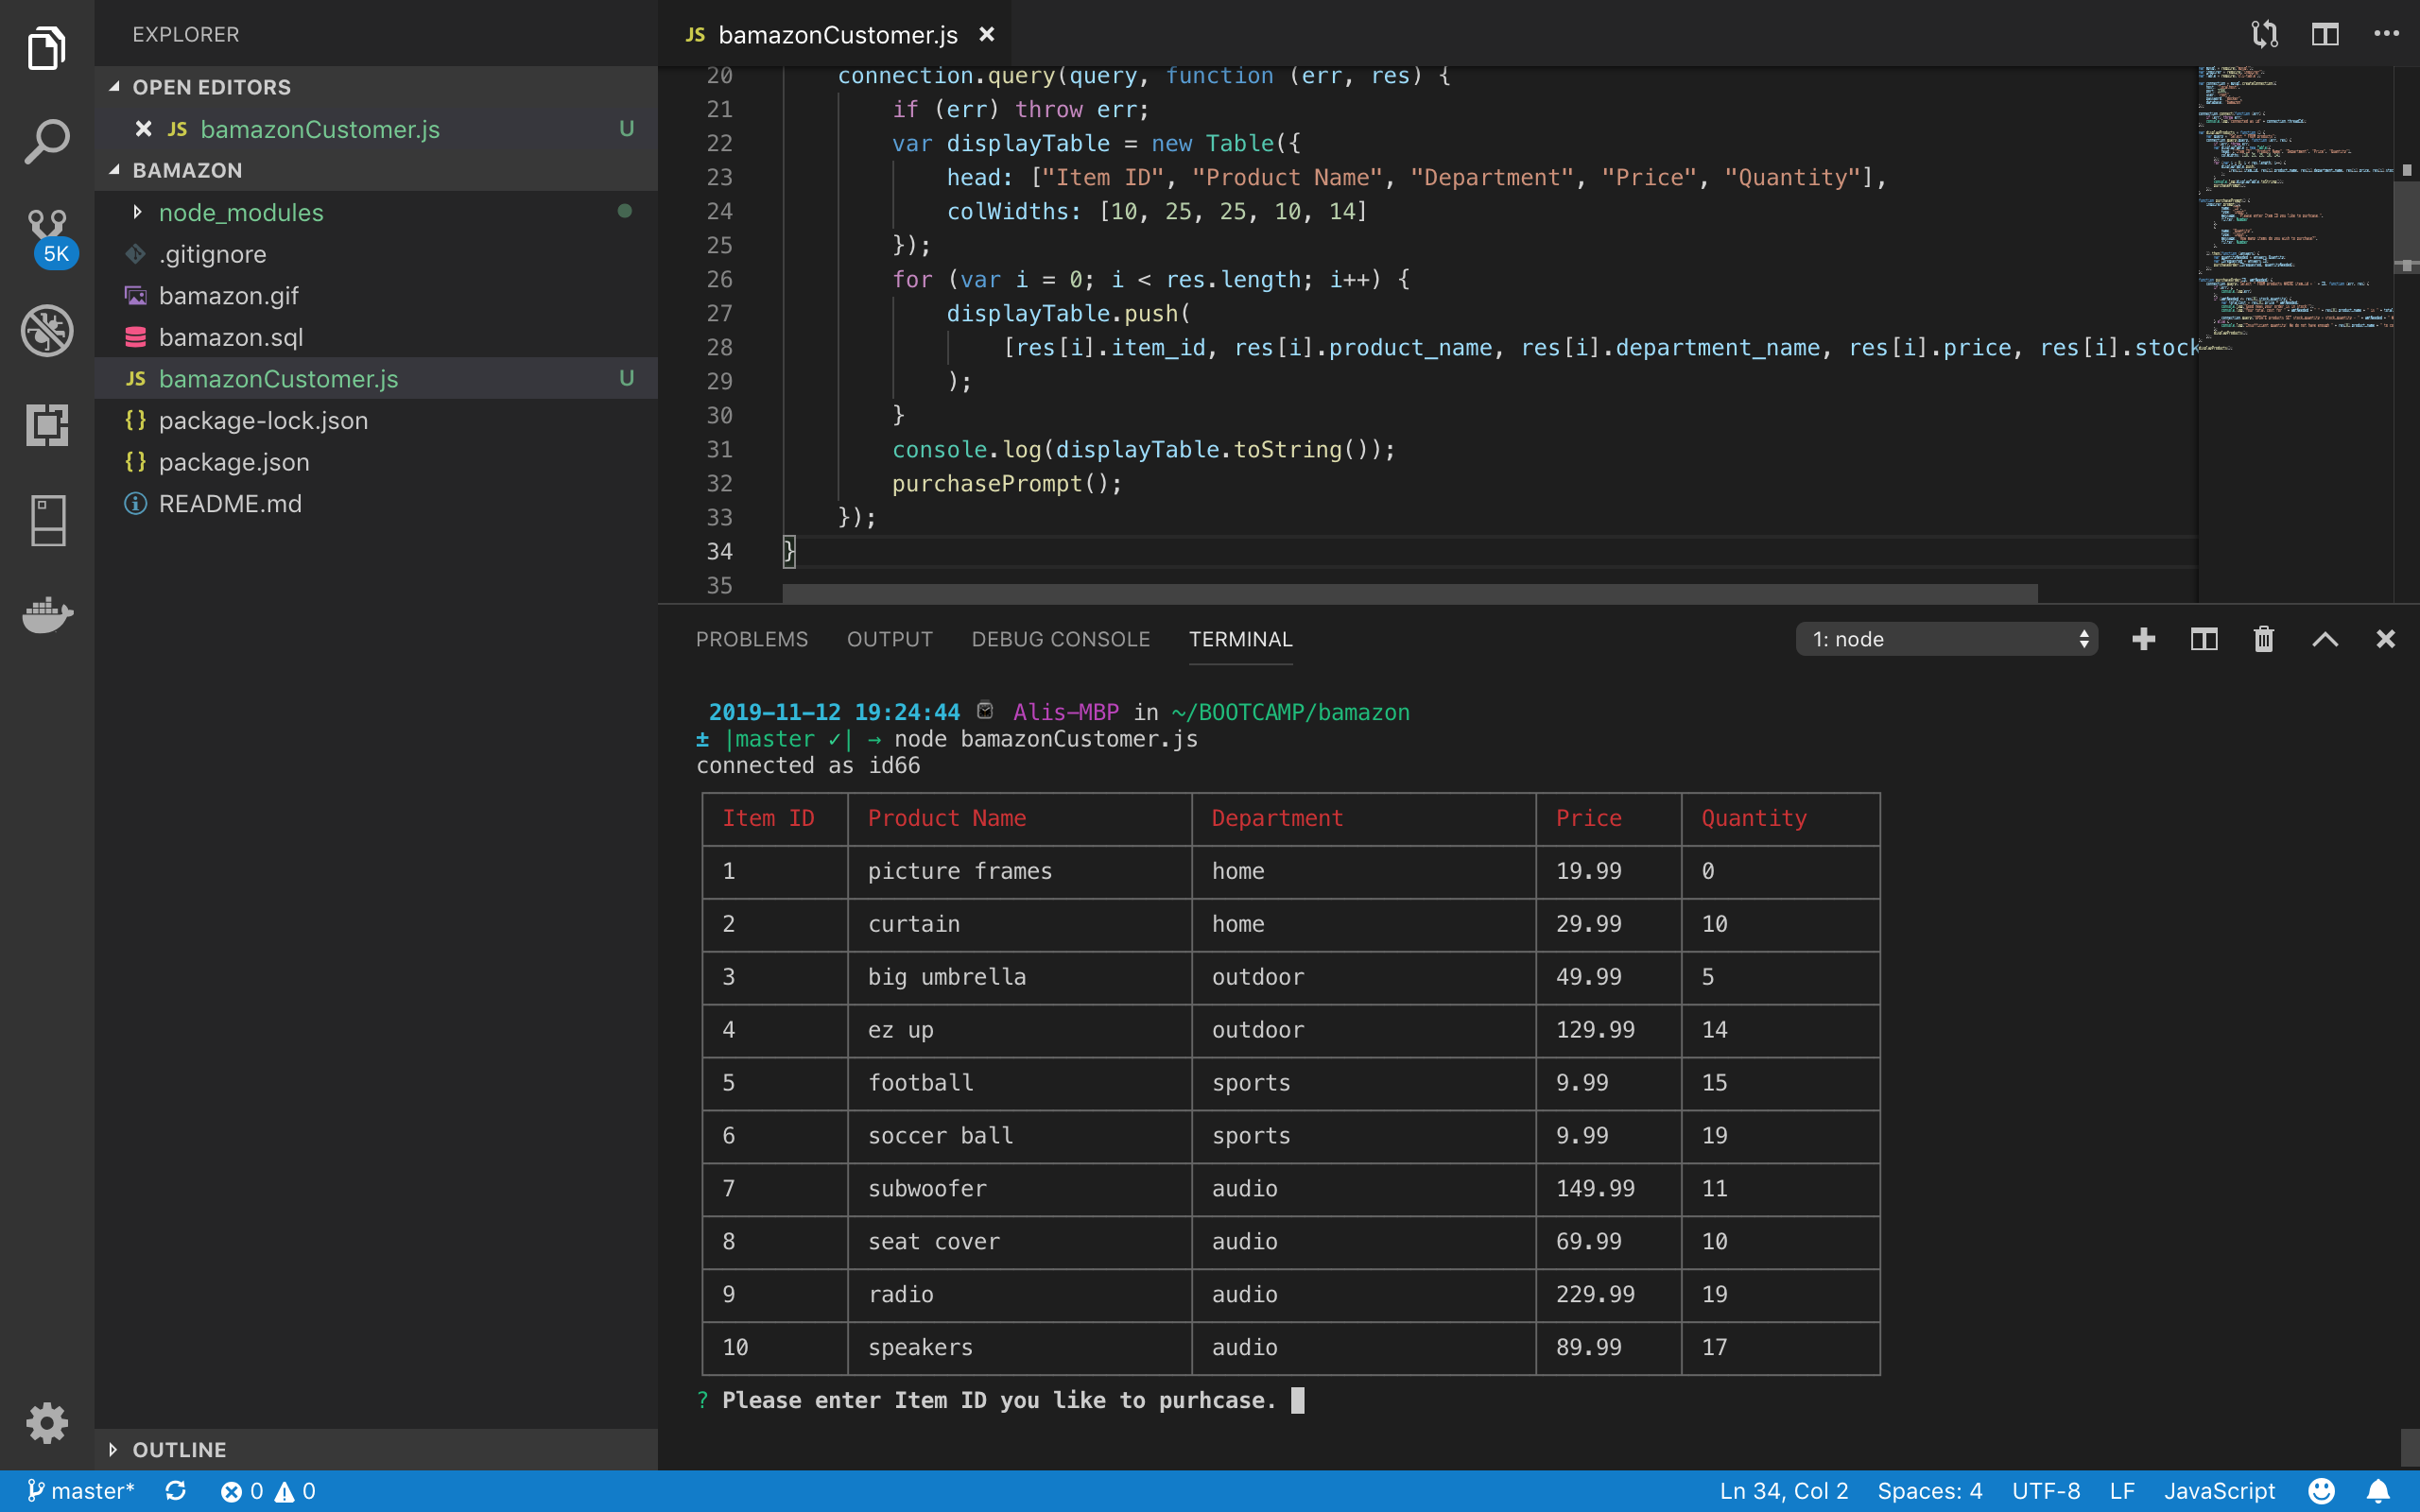 EXPLORER
OPEN EDITORS
JS bamazonCustomer.js U
BAMAZON
node_modules
5K
.gitignore
bamazon.gif
bamazon.sql
JS bamazonCustomer.js U
{} package-lock.json
{} package.json
README.md
OUTLINE
JS bamazonCustomer.js
20 connection.query(query, function (err, res) {
21 if (err) throw err;
22 var displayTable = new Table({
23 head: ["Item ID", "Product Name", "Department", "Price", "Quantity"],
24 colWidths: [10, 25, 25, 10, 14]
25 });
26 for (var i = 0; i < res.length; i++) {
27 displayTable.push(
28 [res[i].item_id, res[i].product_name, res[i].department_name, res[i].price, res[i].stock
29 );
30 }
31 console.log(displayTable.toString());
32 purchasePrompt();
33 });
34 }
35
PROBLEMS OUTPUT DEBUG CONSOLE TERMINAL 1: node
2019-11-12 19:24:44 Alis-MBP in ~/BOOTCAMP/bamazon
± |master ✓| → node bamazonCustomer.js
connected as id66
Item ID Product Name Department Price Quantity
1 picture frames home 19.99 0
2 curtain home 29.99 10
3 big umbrella outdoor 49.99 5
4 ez up outdoor 129.99 14
5 football sports 9.99 15
6 soccer ball sports 9.99 19
7 subwoofer audio 149.99 11
8 seat cover audio 69.99 10
9 radio audio 229.99 19
10 speakers audio 89.99 17
? Please enter Item ID you like to purhcase.
master* 0 0 Ln 34, Col 2 Spaces: 4 UTF-8 LF JavaScript